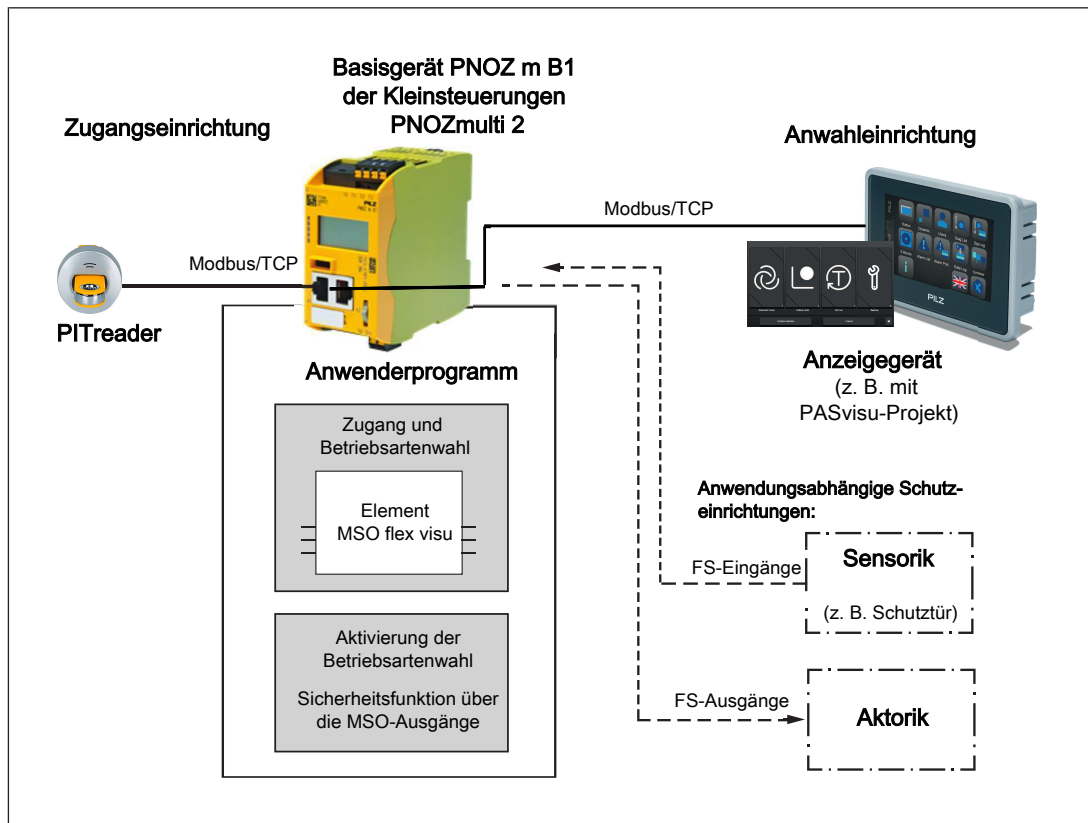 Basisgerät PNOZ m B1
der Kleinsteuerungen
PNOZmulti 2
Zugangseinrichtung
Anwahleinrichtung
Modbus/TCP
Modbus/TCP
PILZ
PILZ
PITreader
Anwenderprogramm
Anzeigegerät
(z. B. mit
PASvisu-Projekt)
Zugang und
Betriebsartenwahl
Element
MSO flex visu
Anwendungsabhängige Schutz-
einrichtungen:
FS-Eingänge
Sensorik
(z. B. Schutztür)
Aktivierung der
Betriebsartenwahl
Sicherheitsfunktion über
die MSO-Ausgänge
FS-Ausgänge
Aktorik